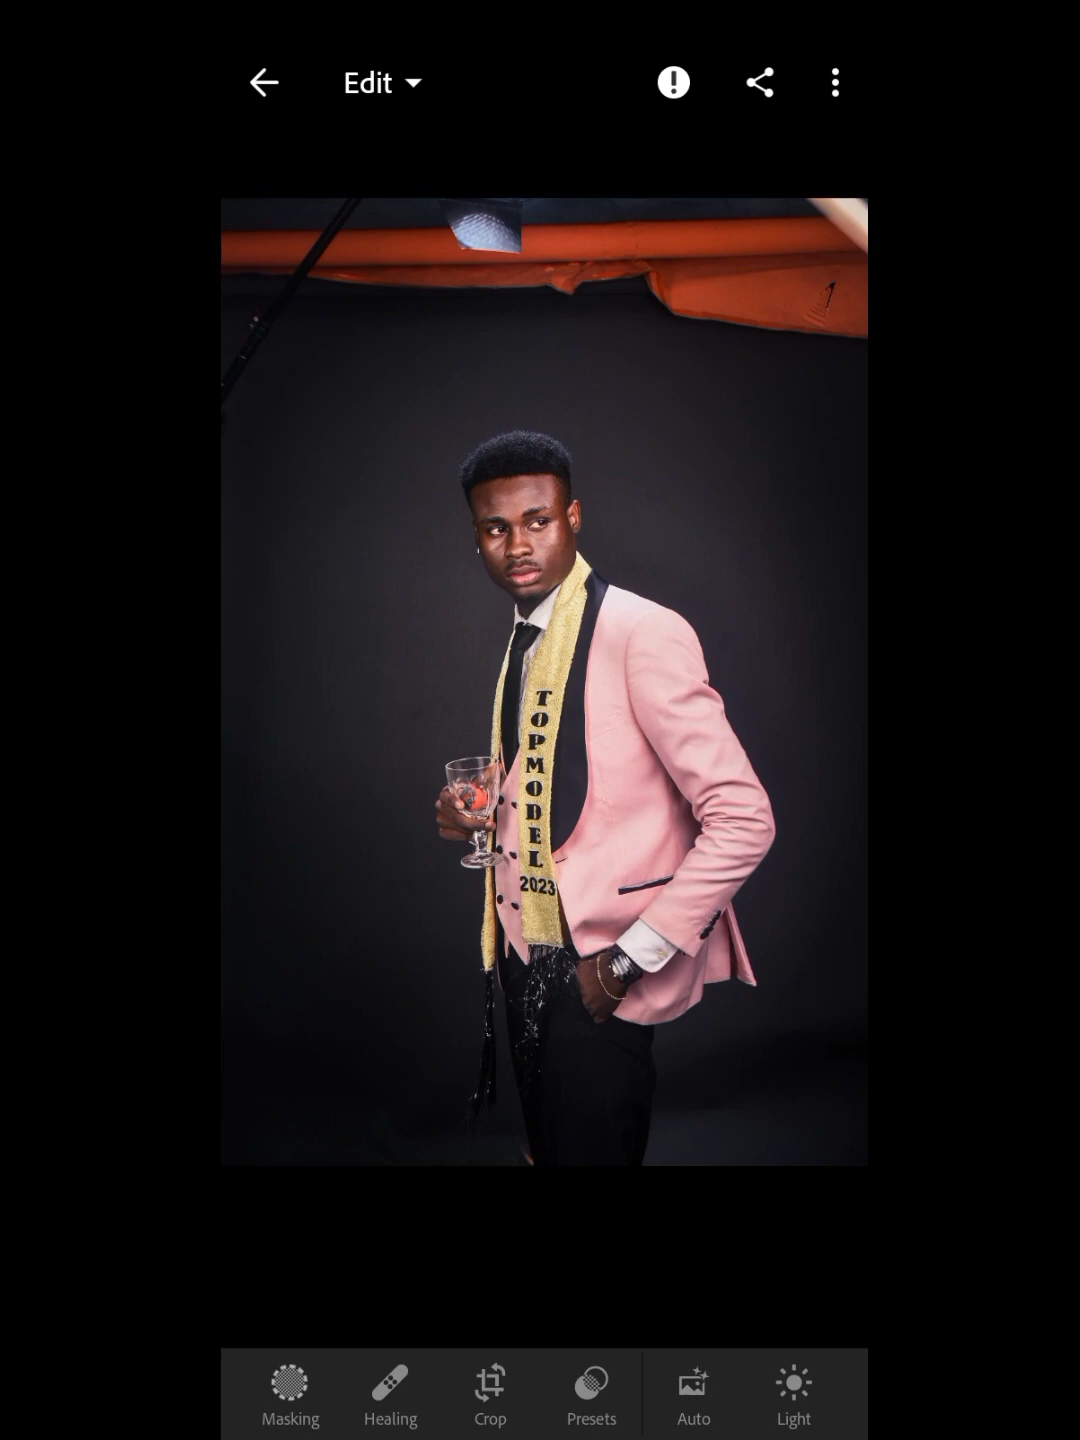 Edit
TOPMODEL
2023
Masking
Healing
Crop
Presets
Auto
Light